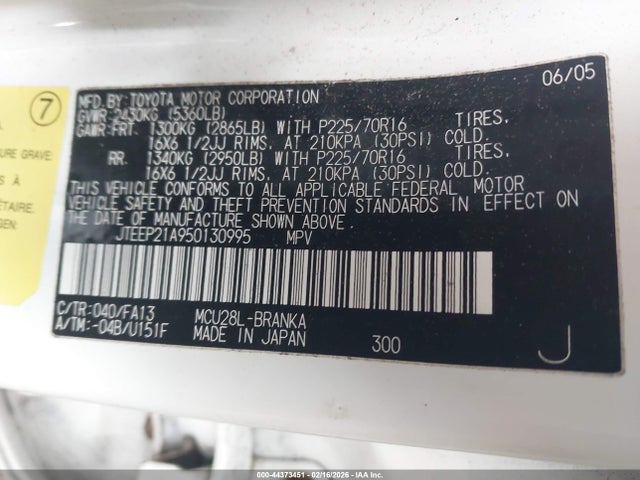 06/05
MFD.BY:TOYOTA MOTOR CORPORATION
GVWR-2430KG (5360LB)
GAWR-FRT. 1300KG (2865LB) WITH P225/70R16 TIRES.
16X6 1/2JJ RIMS. AT 210KPA (30PSI) COLD.
RR. 1340KG (2950LB) WITH P225/70R16 TIRES.
16X6 1/2JJ RIMS. AT 210KPA (30PSI) COLD.
THIS VEHICLE CONFORMS TO ALL APPLICABLE FEDERAL MOTOR
VEHICLE SAFETY AND THEFT PREVENTION STANDARDS IN EFFECT ON
THE DATE OF MANUFACTURE SHOWN ABOVE.
JTEEP21A950130995 MPV
C/TR:040/FA13 MCU28L-BRANKA
A/TM:-04B/U151F MADE IN JAPAN 300 J
7
URE GRAVE:
S À
ÉTAIRE.
GEN:
000-44373451 - 02/16/2026 - IAA Inc.